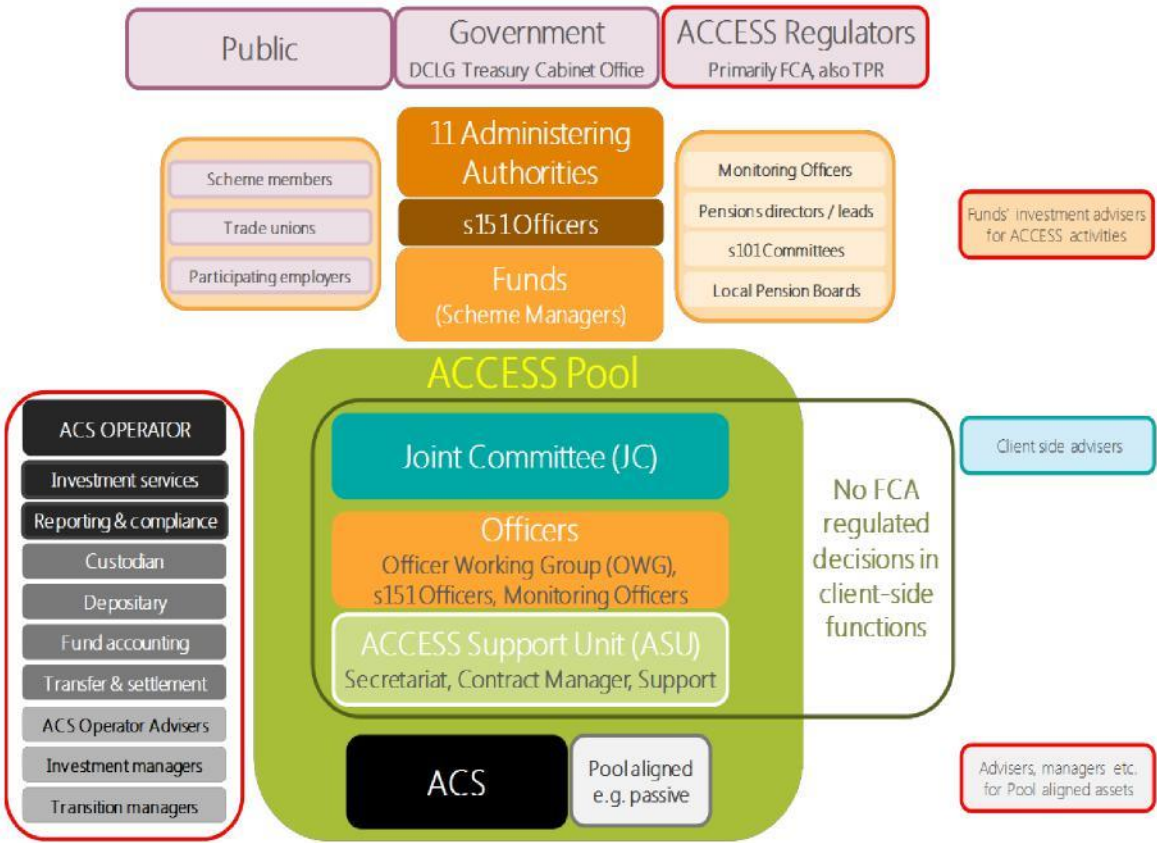 Public
Government
DCLG Treasury Cabinet Office
ACCESS Regulators
Primarily FCA, also TPR
11 Administering
Authorities
s151 Officers
Funds
(Scheme Managers)
Scheme members
Trade unions
Participating employers
Monitoring Officers
Pensions directors / leads
s101 Committees
Local Pension Boards
Funds' investment advisers
for ACCESS activities
ACCESS Pool
Joint Committee (JC)
Officers
Officer Working Group (OWG),
s151 Officers, Monitoring Officers
ACCESS Support Unit (ASU)
Secretariat, Contract Manager, Support
No FCA
regulated
decisions in
client-side
functions
ACS
Pool aligned
e.g. passive
ACS OPERATOR
Investment services
Reporting & compliance
Custodian
Depositary
Fund accounting
Transfer & settlement
ACS Operator Advisers
Investment managers
Transition managers
Client side advisers
Advisers, managers etc.
for Pool aligned assets